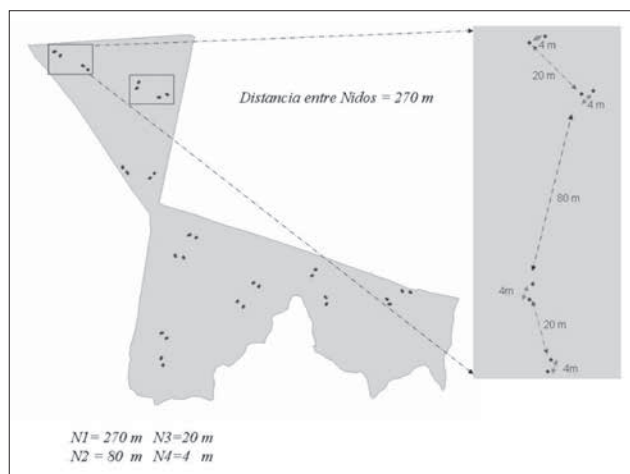 4 m
20 m
4 m
Distancia entre Nidos = 270 m
80 m
4m
20 m
4m
N1= 270 m N3=20 m
N2 = 80 m N4=4 m